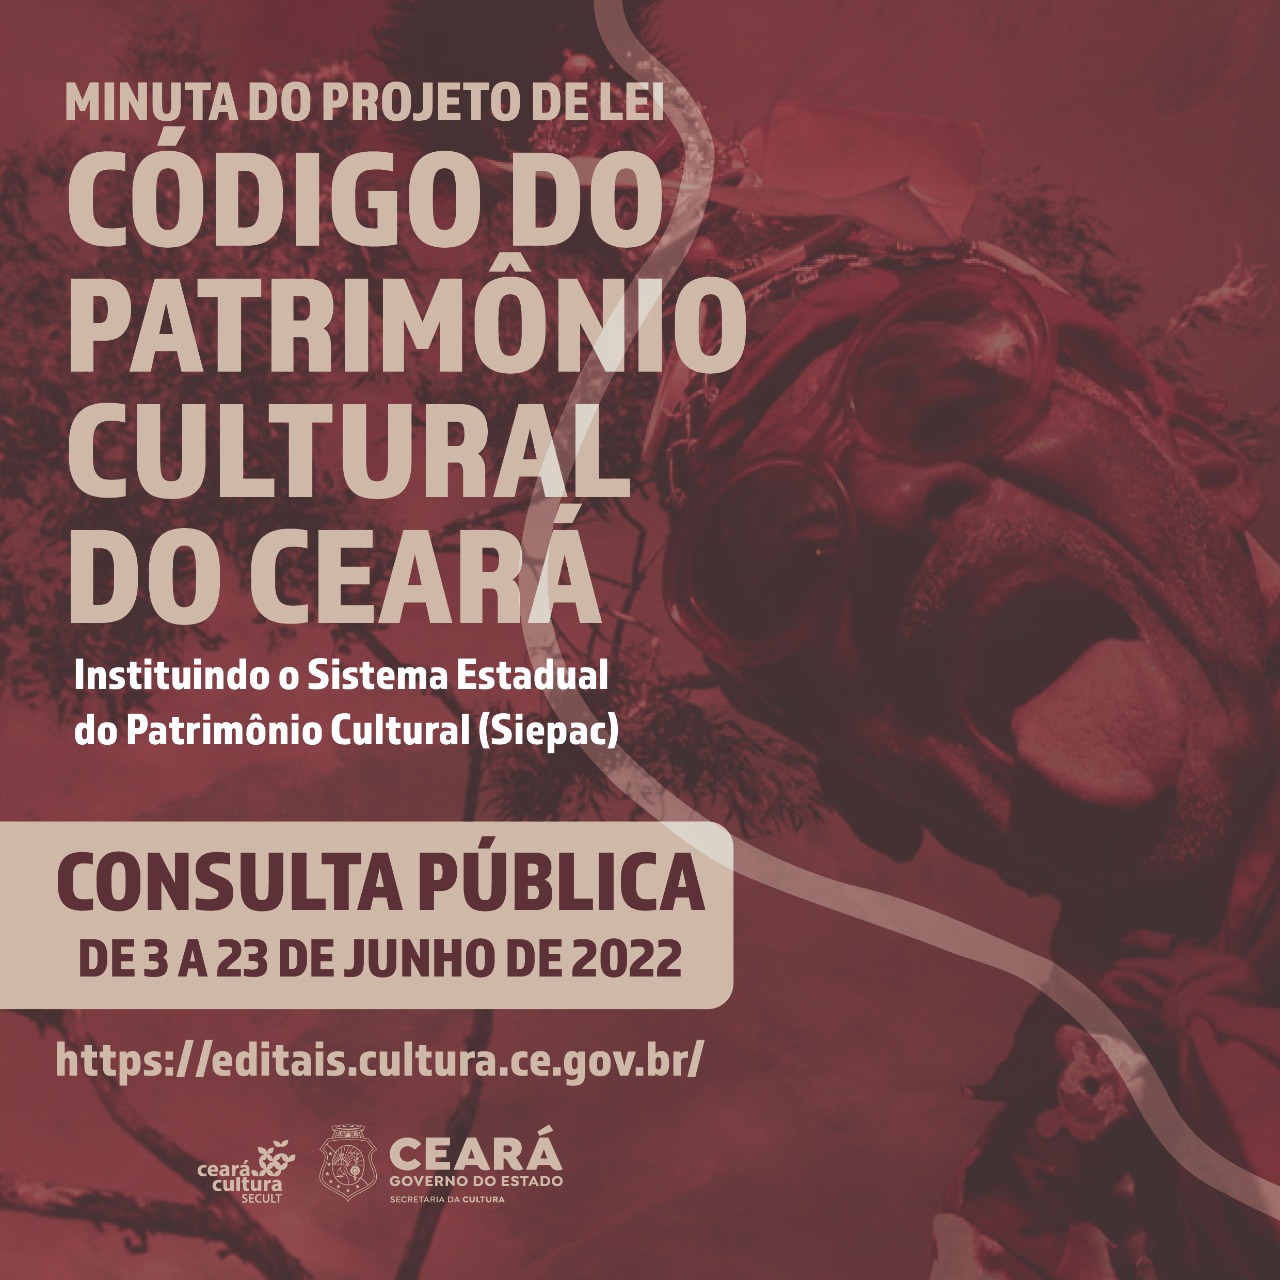 MINUTA DO PROJETO DE LEI
CÓDIGO DO
PATRIMÔNIO
CULTURAL
DO CEARÁ
Instituindo o Sistema Estadual
do Patrimônio Cultural (Siepac)
CONSULTA PÚBLICA
DE 3 A 23 DE JUNHO DE 2022
https://editais.cultura.ce.gov.br/
ceará
cultura
SECULT
CEARÁ
GOVERNO DO ESTADO
SECRETARIA DA CULTURA